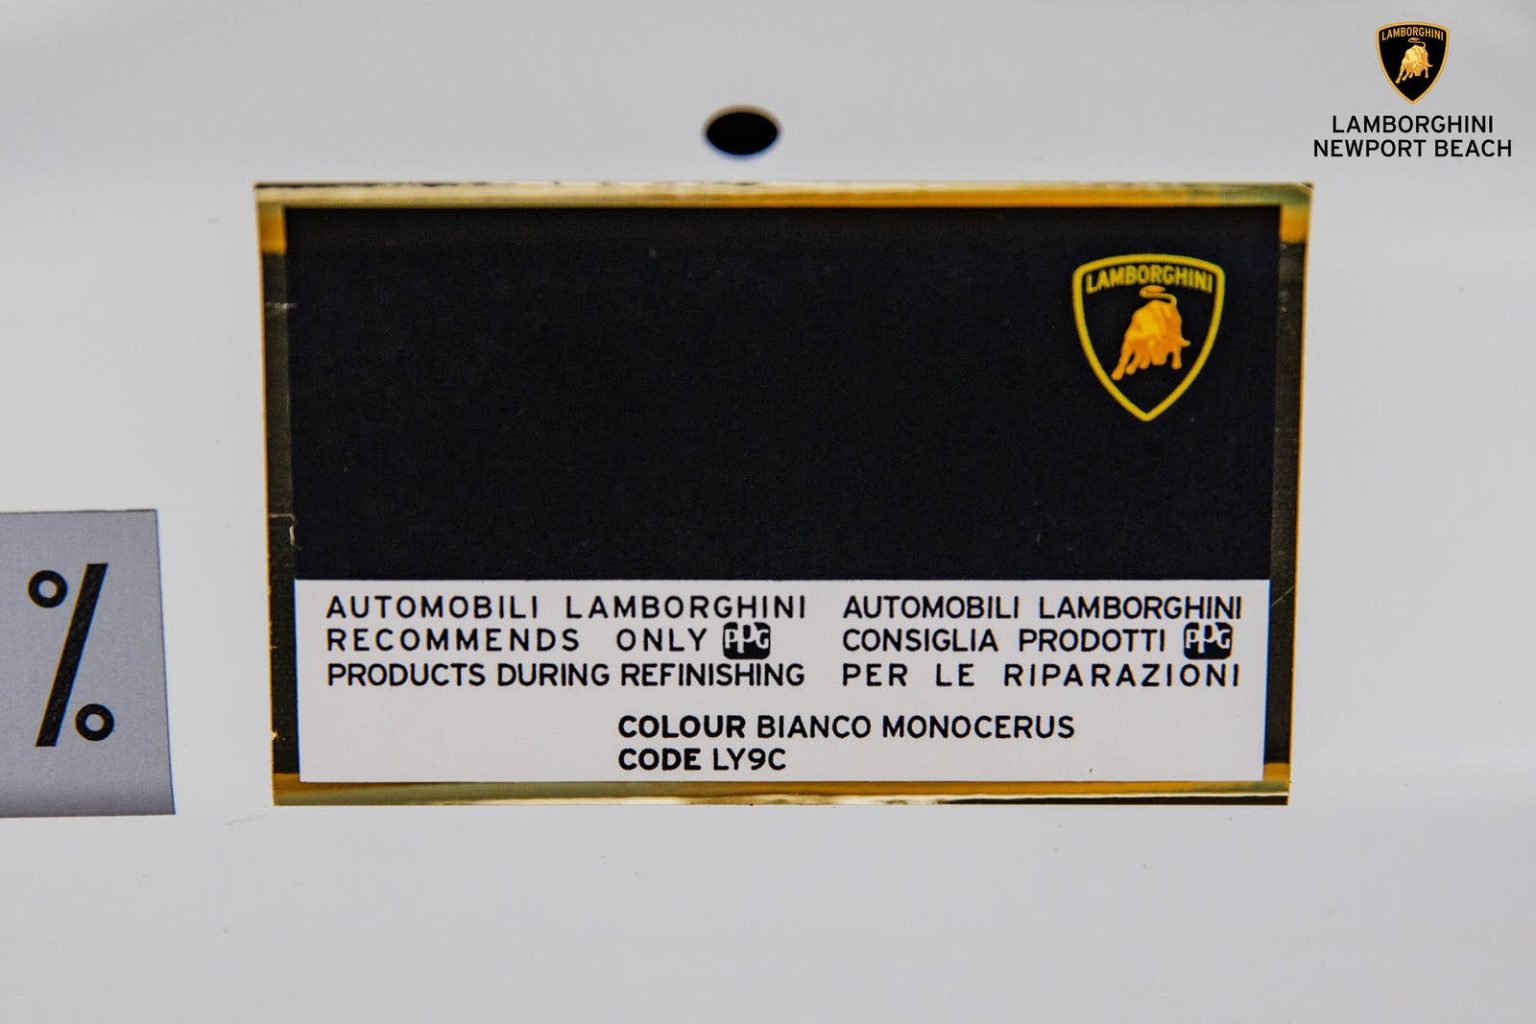 LAMBORGHINI
LAMBORGHINI
NEWPORT BEACH
LAMBORGHINI
%
AUTOMOBILI LAMBORGHINI
RECOMMENDS ONLY PPG
PRODUCTS DURING REFINISHING
AUTOMOBILI LAMBORGHINI
CONSIGLIA PRODOTTI PPG
PER LE RIPARAZIONI
COLOUR BIANCO MONOCERUS
CODE LY9C